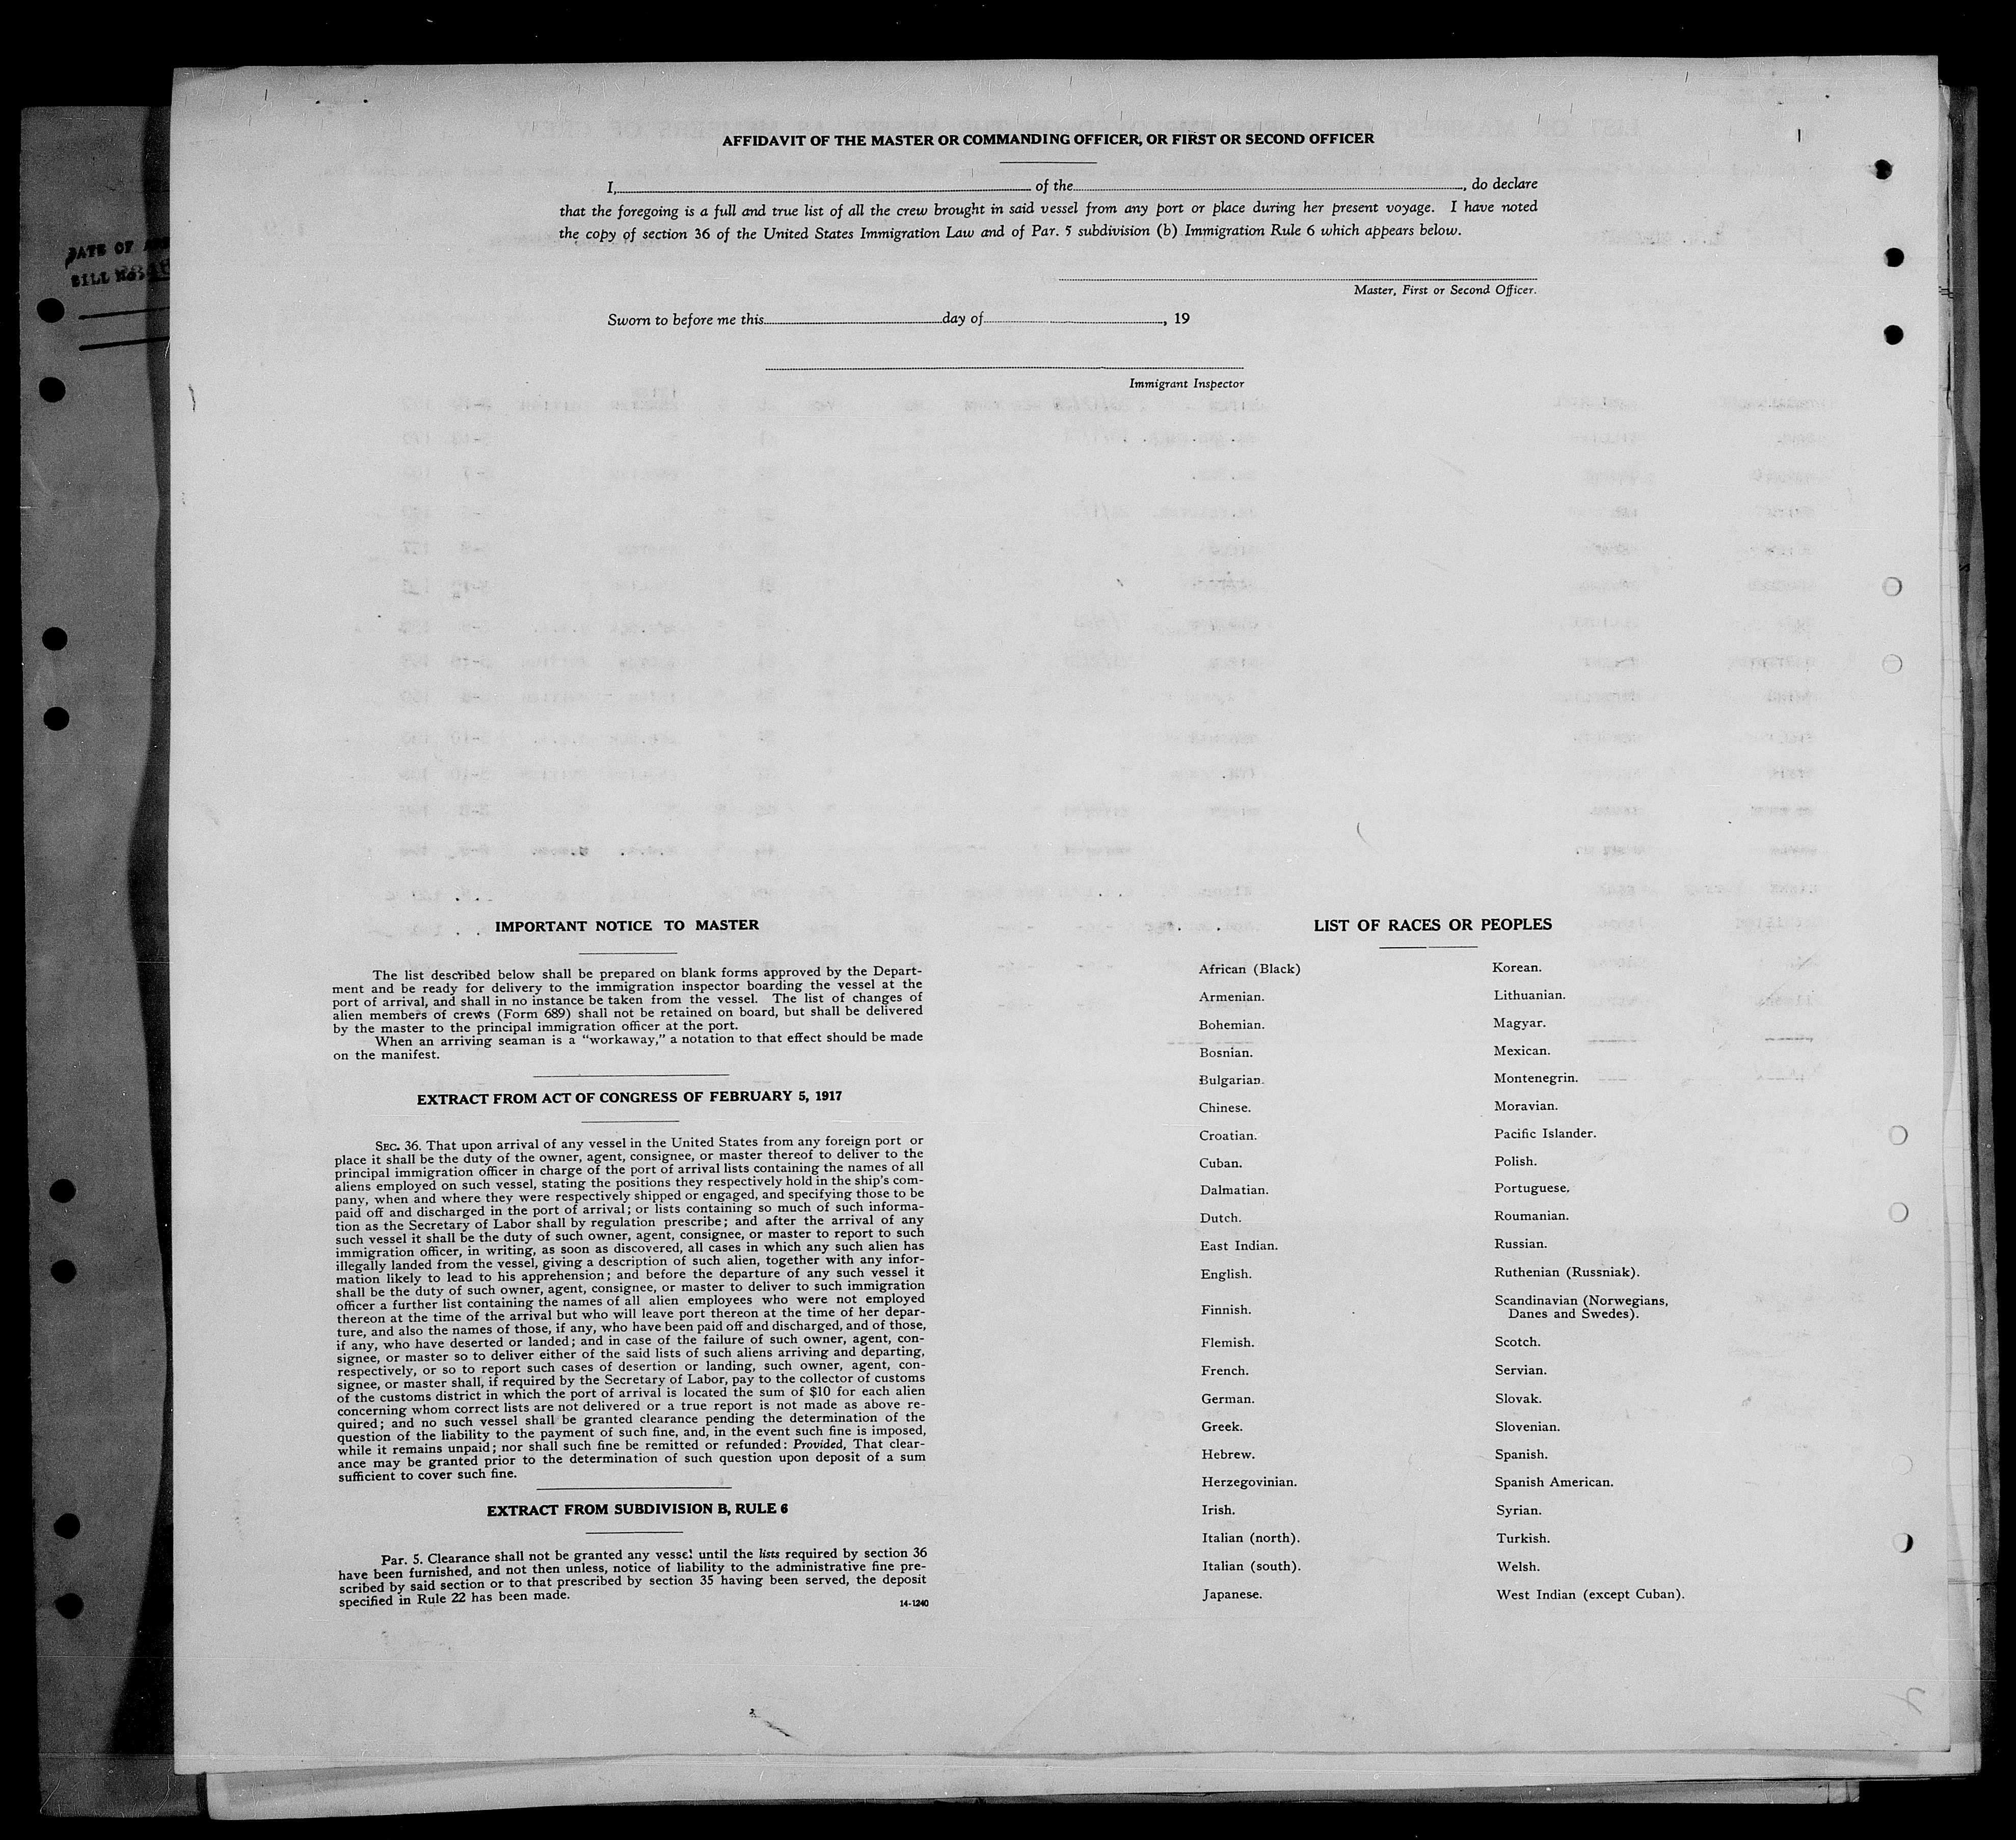 AFFIDAVIT OF THE MASTER OR COMMANDING OFFICER, OR FIRST OR SECOND OFFICER
I, of the , do declare
that the foregoing is a full and true list of all the crew brought in said vessel from any port or place during her present voyage. I have noted
the copy of section 36 of the United States Immigration Law and of Par. 5 subdivision (b) Immigration Rule 6 which appears below.
Master, First or Second Officer.
Sworn to before me this day of , 19
Immigrant Inspector
DATE OF
BILL No.
IMPORTANT NOTICE TO MASTER
The list described below shall be prepared on blank forms approved by the Depart-
ment and be ready for delivery to the immigration inspector boarding the vessel at the
port of arrival, and shall in no instance be taken from the vessel. The list of changes of
alien members of crews (Form 689) shall not be retained on board, but shall be delivered
by the master to the principal immigration officer at the port.
When an arriving seaman is a “workaway,” a notation to that effect should be made
on the manifest.
EXTRACT FROM ACT OF CONGRESS OF FEBRUARY 5, 1917
SEC. 36. That upon arrival of any vessel in the United States from any foreign port or
place it shall be the duty of the owner, agent, consignee, or master thereof to deliver to the
principal immigration officer in charge of the port of arrival lists containing the names of all
aliens employed on such vessel, stating the positions they respectively hold in the ship's com-
pany, when and where they were respectively shipped or engaged, and specifying those to be
paid off and discharged in the port of arrival; or lists containing so much of such informa-
tion as the Secretary of Labor shall by regulation prescribe; and after the arrival of any
such vessel it shall be the duty of such owner, agent, consignee, or master to report to such
immigration officer, in writing, as soon as discovered, all cases in which any such alien has
illegally landed from the vessel, giving a description of such alien, together with any infor-
mation likely to lead to his apprehension; and before the departure of any such vessel it
shall be the duty of such owner, agent, consignee, or master to deliver to such immigration
officer a further list containing the names of all alien employees who were not employed
thereon at the time of the arrival but who will leave port thereon at the time of her depar-
ture, and also the names of those, if any, who have been paid off and discharged, and of those,
if any, who have deserted or landed; and in case of the failure of such owner, agent, con-
signee, or master so to deliver either of the said lists of such aliens arriving and departing,
respectively, or so to report such cases of desertion or landing, such owner, agent, con-
signee, or master shall, if required by the Secretary of Labor, pay to the collector of customs
of the customs district in which the port of arrival is located the sum of $10 for each alien
concerning whom correct lists are not delivered or a true report is not made as above re-
quired; and no such vessel shall be granted clearance pending the determination of the
question of the liability to the payment of such fine, and, in the event such fine is imposed,
while it remains unpaid; nor shall such fine be remitted or refunded: Provided, That clear-
ance may be granted prior to the determination of such question upon deposit of a sum
sufficient to cover such fine.
EXTRACT FROM SUBDIVISION B, RULE 6
Par. 5. Clearance shall not be granted any vessel until the lists required by section 36
have been furnished, and not then unless, notice of liability to the administrative fine pre-
scribed by said section or to that prescribed by section 35 having been served, the deposit
specified in Rule 22 has been made.
14-1240
LIST OF RACES OR PEOPLES
African (Black)
Armenian.
Bohemian.
Bosnian.
Bulgarian.
Chinese.
Croatian.
Cuban.
Dalmatian.
Dutch.
East Indian.
English.
Finnish.
Flemish.
French.
German.
Greek.
Hebrew.
Herzegovinian.
Irish.
Italian (north).
Italian (south).
Japanese.
Korean.
Lithuanian.
Magyar.
Mexican.
Montenegrin.
Moravian.
Pacific Islander.
Polish.
Portuguese.
Roumanian.
Russian.
Ruthenian (Russniak).
Scandinavian (Norwegians,
Danes and Swedes).
Scotch.
Servian.
Slovak.
Slovenian.
Spanish.
Spanish American.
Syrian.
Turkish.
Welsh.
West Indian (except Cuban).